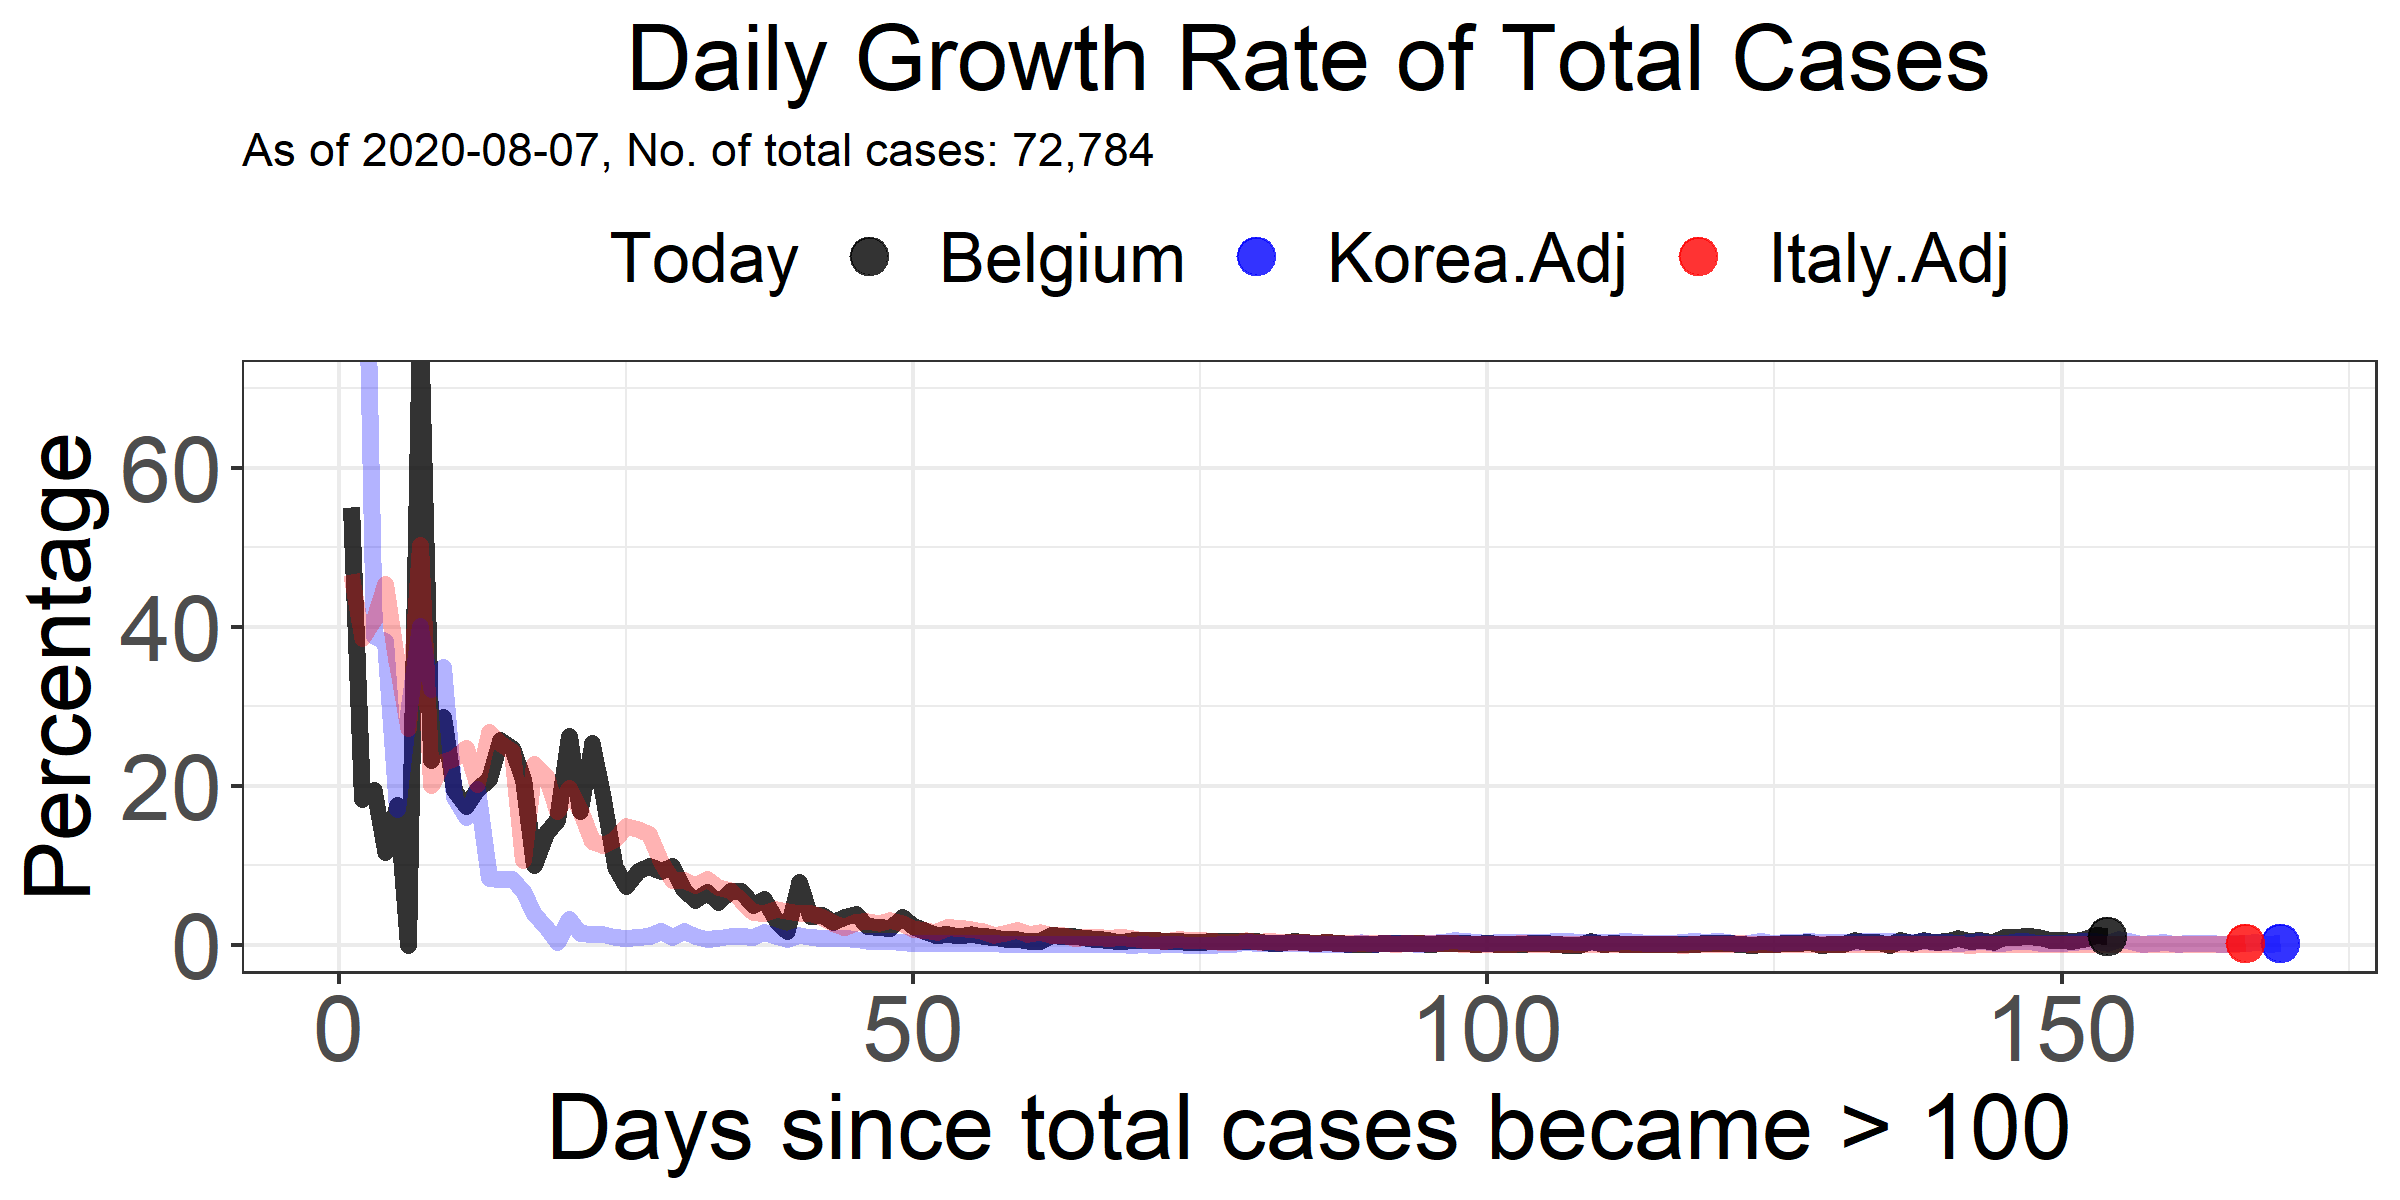 Daily Growth Rate of Total Cases
As of 2020-08-07, No. of total cases: 72,784
Today Belgium Korea.Adj Italy.Adj
Percentage
60
40
20
0
0 50 100 150
Days since total cases became > 100